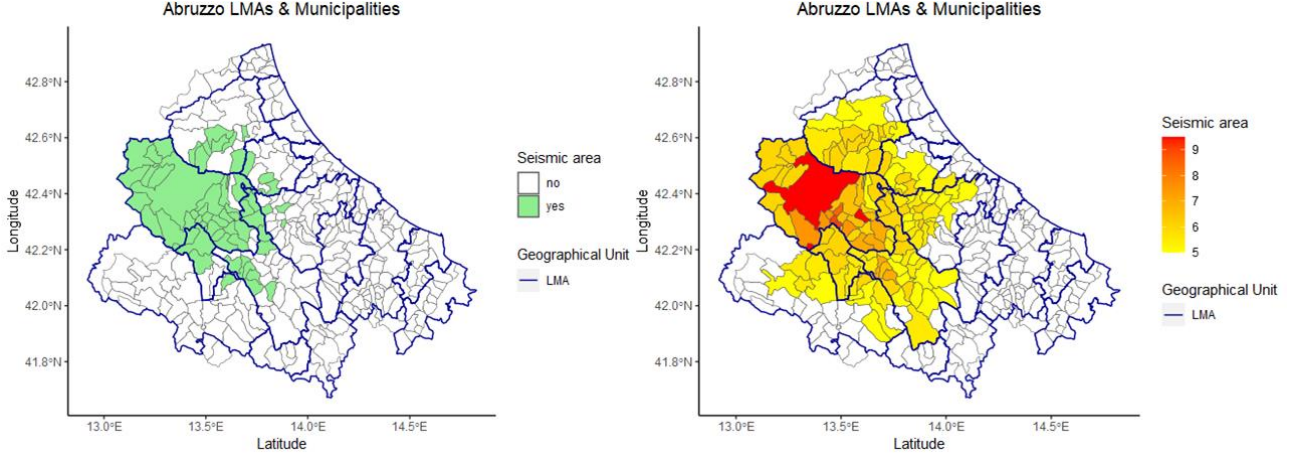 Abruzzo LMAs & Municipalities
42.8°N
42.6°N
42.4°N
42.2°N
42.0°N
41.8°N
Longitude
13.0°E
13.5°E
14.0°E
14.5°E
Latitude
Seismic area
no
yes
Geographical Unit
LMA
Abruzzo LMAs & Municipalities
42.8°N
42.6°N
42.4°N
42.2°N
42.0°N
41.8°N
Longitude
13.0°E
13.5°E
14.0°E
14.5°E
Latitude
Seismic area
9
8
7
6
5
Geographical Unit
LMA